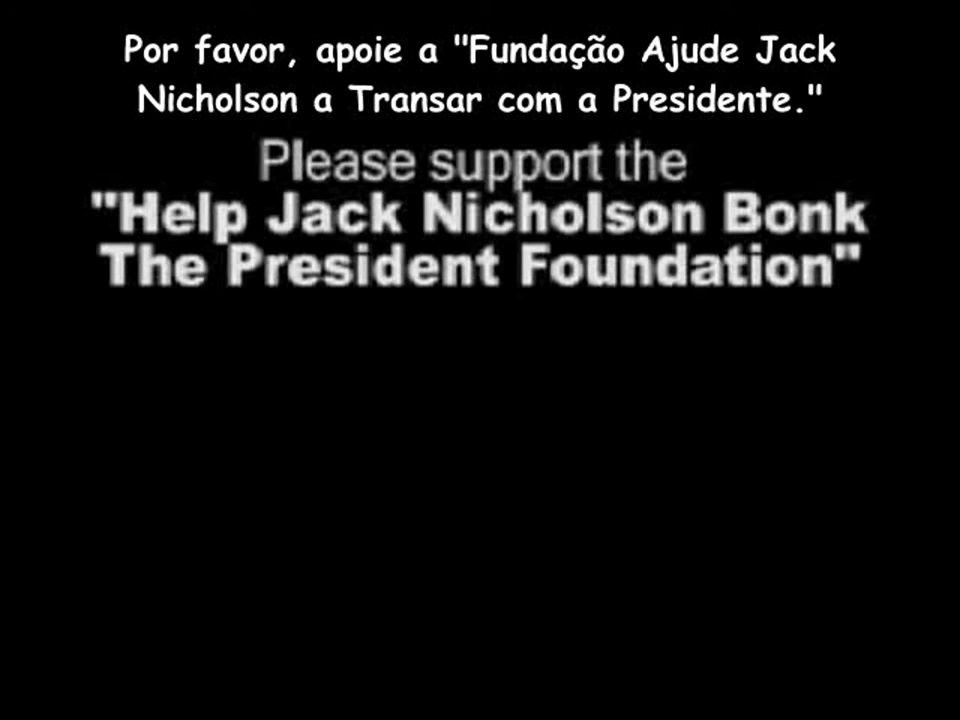 Por favor, apoie a "Fundação Ajude Jack
Nicholson a Transar com a Presidente."
Please support the
"Help Jack Nicholson Bonk
The President Foundation"